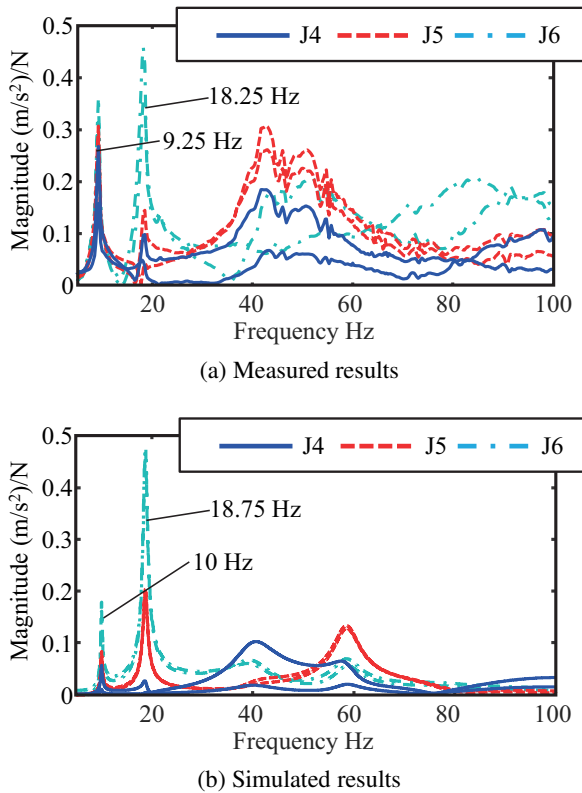 J4 J5 J6
0.5
0.4
0.3
0.2
0.1
0
18.25 Hz
9.25 Hz
Magnitude (m/s²)/N
20 40 60 80 100
Frequency Hz
(a) Measured results
J4 J5 J6
0.5
0.4
0.3
0.2
0.1
0
18.75 Hz
10 Hz
Magnitude (m/s²)/N
20 40 60 80 100
Frequency Hz
(b) Simulated results